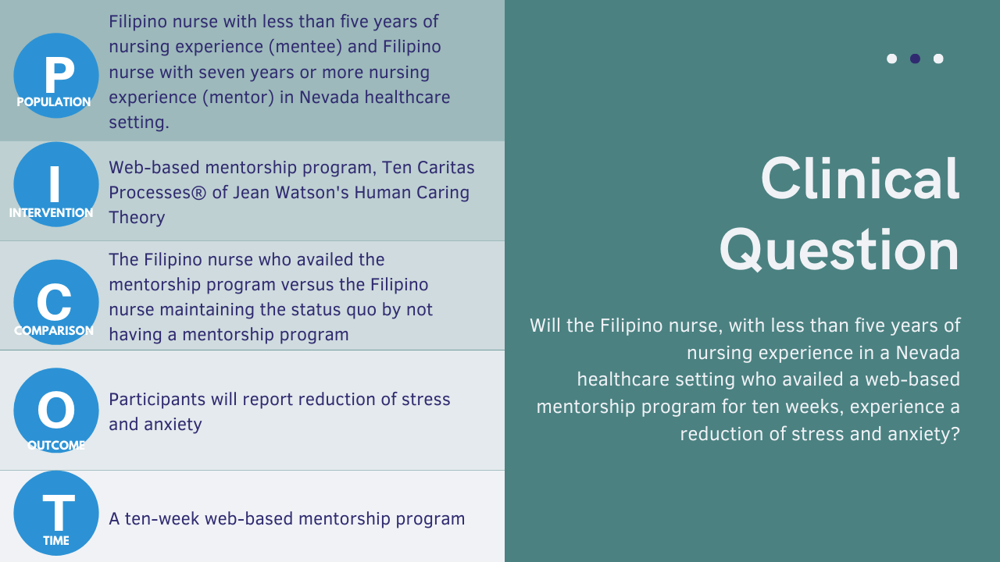 P
POPULATION
Filipino nurse with less than five years of
nursing experience (mentee) and Filipino
nurse with seven years or more nursing
experience (mentor) in Nevada healthcare
setting.
I
INTERVENTION
Web-based mentorship program, Ten Caritas
Processes® of Jean Watson's Human Caring
Theory
C
COMPARISON
The Filipino nurse who availed the
mentorship program versus the Filipino
nurse maintaining the status quo by not
having a mentorship program
O
OUTCOME
Participants will report reduction of stress
and anxiety
T
TIME
A ten-week web-based mentorship program
Clinical
Question
Will the Filipino nurse, with less than five years of
nursing experience in a Nevada
healthcare setting who availed a web-based
mentorship program for ten weeks, experience a
reduction of stress and anxiety?